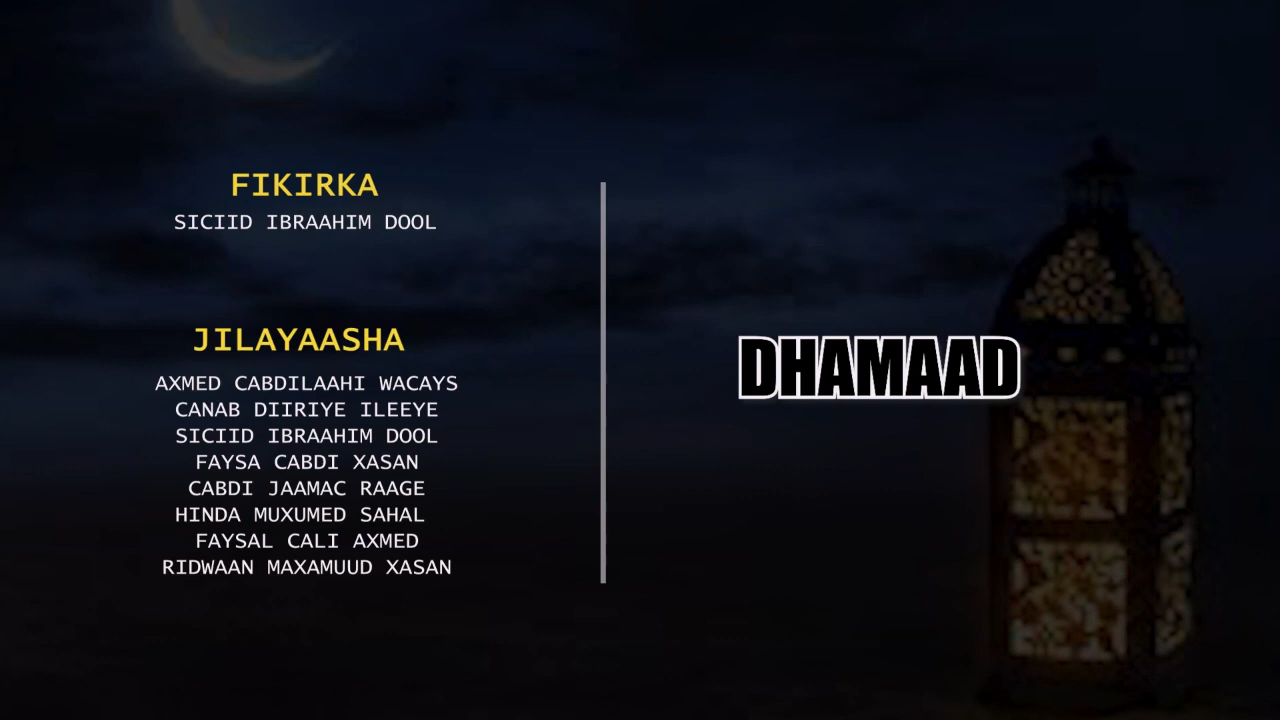 FIKIRKA
SICIID IBRAAHIM DOOL
JILAYAASHA
AXMED CABDILAAHI WACAYS
CANAB DIIRIYE ILEEYE
SICIID IBRAAHIM DOOL
FAYSA CABDI XASAN
CABDI JAAMAC RAAGE
HINDA MUXUMED SAHAL
FAYSAL CALI AXMED
RIDWAAN MAXAMUUD XASAN
DHAMAAD